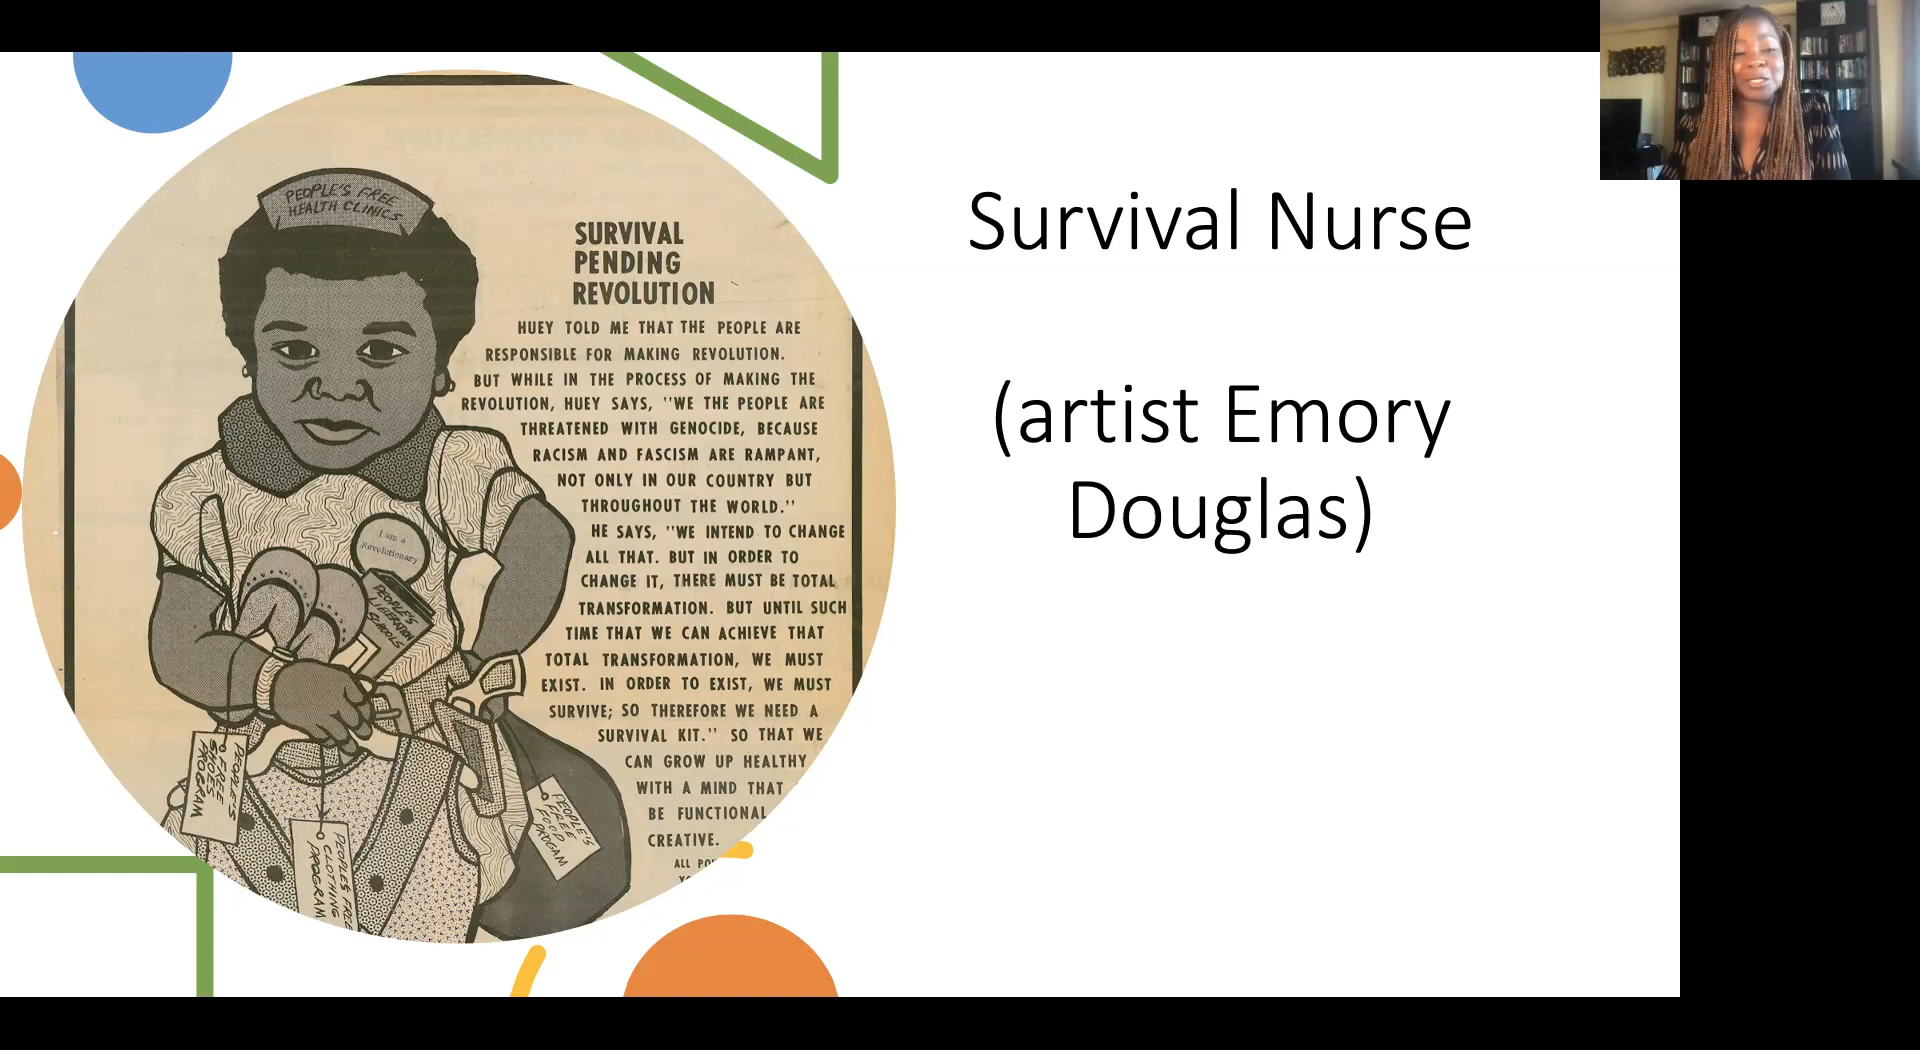 PEOPLE'S FREE
HEALTH CLINICS
SURVIVAL
PENDING
REVOLUTION
HUEY TOLD ME THAT THE PEOPLE ARE
RESPONSIBLE FOR MAKING REVOLUTION.
BUT WHILE IN THE PROCESS OF MAKING THE
REVOLUTION, HUEY SAYS, "WE THE PEOPLE ARE
THREATENED WITH GENOCIDE, BECAUSE
RACISM AND FASCISM ARE RAMPANT,
NOT ONLY IN OUR COUNTRY BUT
THROUGHOUT THE WORLD."
HE SAYS, "WE INTEND TO CHANGE
ALL THAT. BUT IN ORDER TO
CHANGE IT, THERE MUST BE TOTAL
TRANSFORMATION. BUT UNTIL SUCH
TIME THAT WE CAN ACHIEVE THAT
TOTAL TRANSFORMATION, WE MUST
EXIST. IN ORDER TO EXIST, WE MUST
SURVIVE; SO THEREFORE WE NEED A
SURVIVAL KIT." SO THAT WE
CAN GROW UP HEALTHY
WITH A MIND THAT
BE FUNCTIONAL
CREATIVE.
ALL
I am a
Revolutionary
PEOPLE'S
LIBERATION
SCHOOLS
PEOPLE'S
FREE
SHOES
PROGRAM
PEOPLES FREE
CLOTHING
PROGRAM
PEOPLE'S
FREE
FOOD
PROGAM
Survival Nurse
(artist Emory
Douglas)